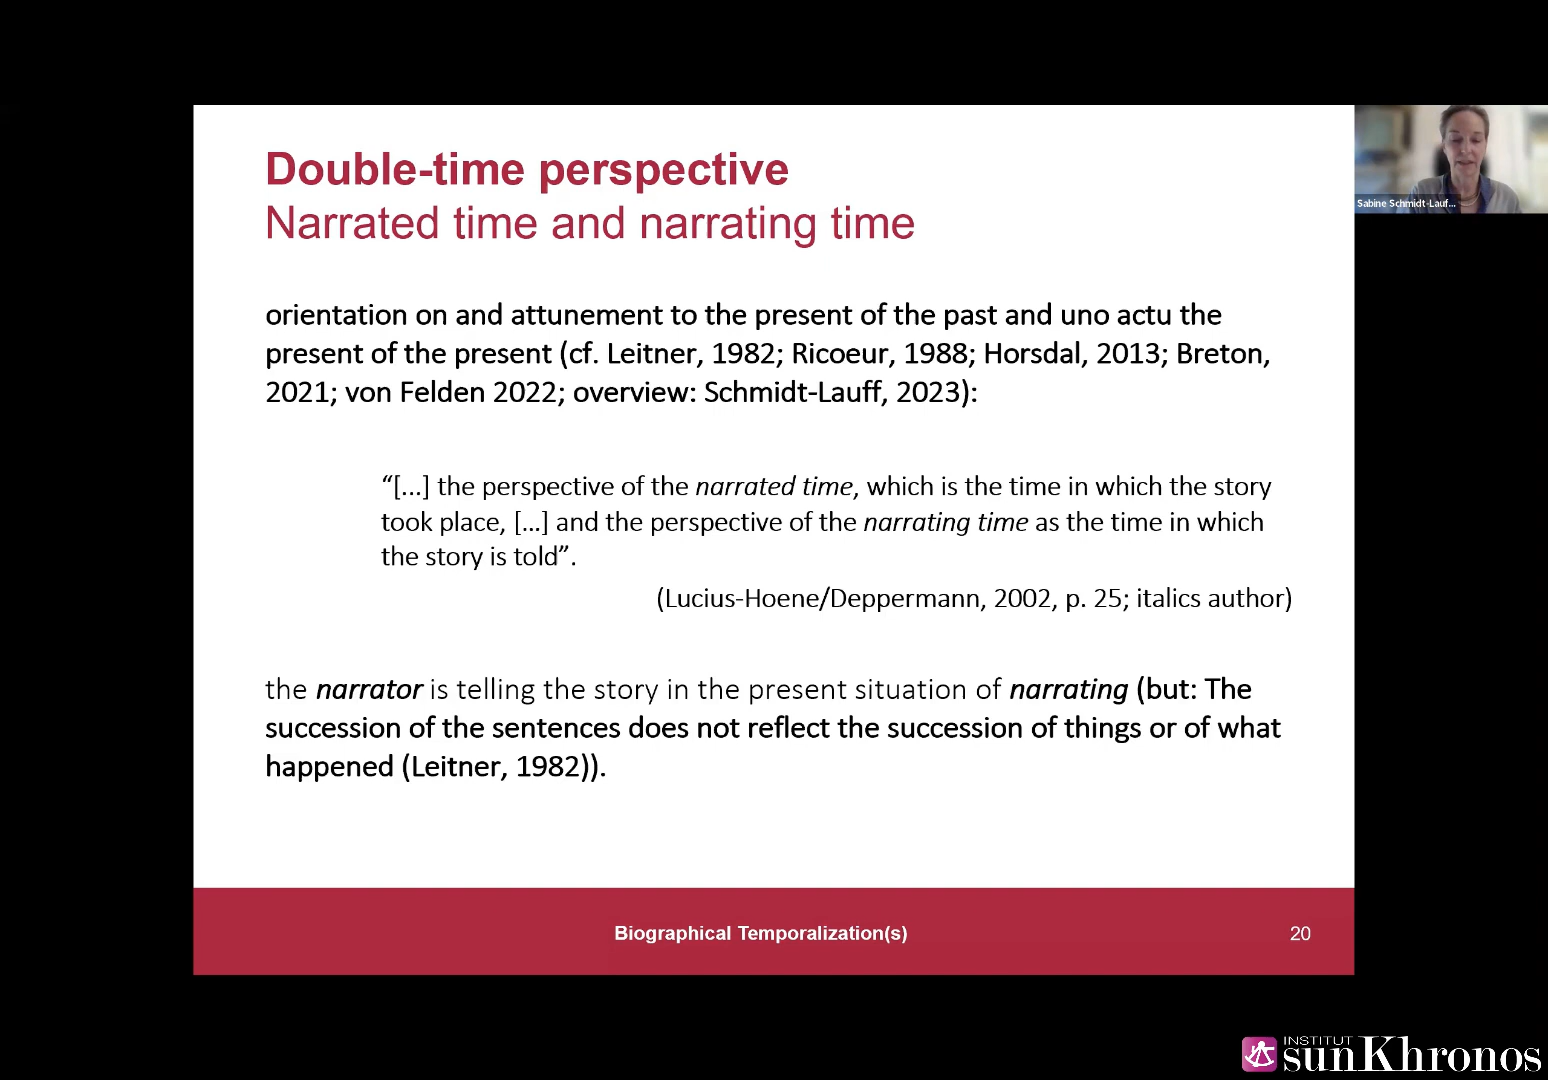 Double-time perspective
Narrated time and narrating time
orientation on and attunement to the present of the past and uno actu the
present of the present (cf. Leitner, 1982; Ricoeur, 1988; Horsdal, 2013; Breton,
2021; von Felden 2022; overview: Schmidt-Lauff, 2023):
“[...] the perspective of the narrated time, which is the time in which the story
took place, [...] and the perspective of the narrating time as the time in which
the story is told”.
(Lucius-Hoene/Deppermann, 2002, p. 25; italics author)
the narrator is telling the story in the present situation of narrating (but: The
succession of the sentences does not reflect the succession of things or of what
happened (Leitner, 1982)).
Biographical Temporalization(s)
20
Sabine Schmidt-Lauf...
INSTITUT
sunKhronos